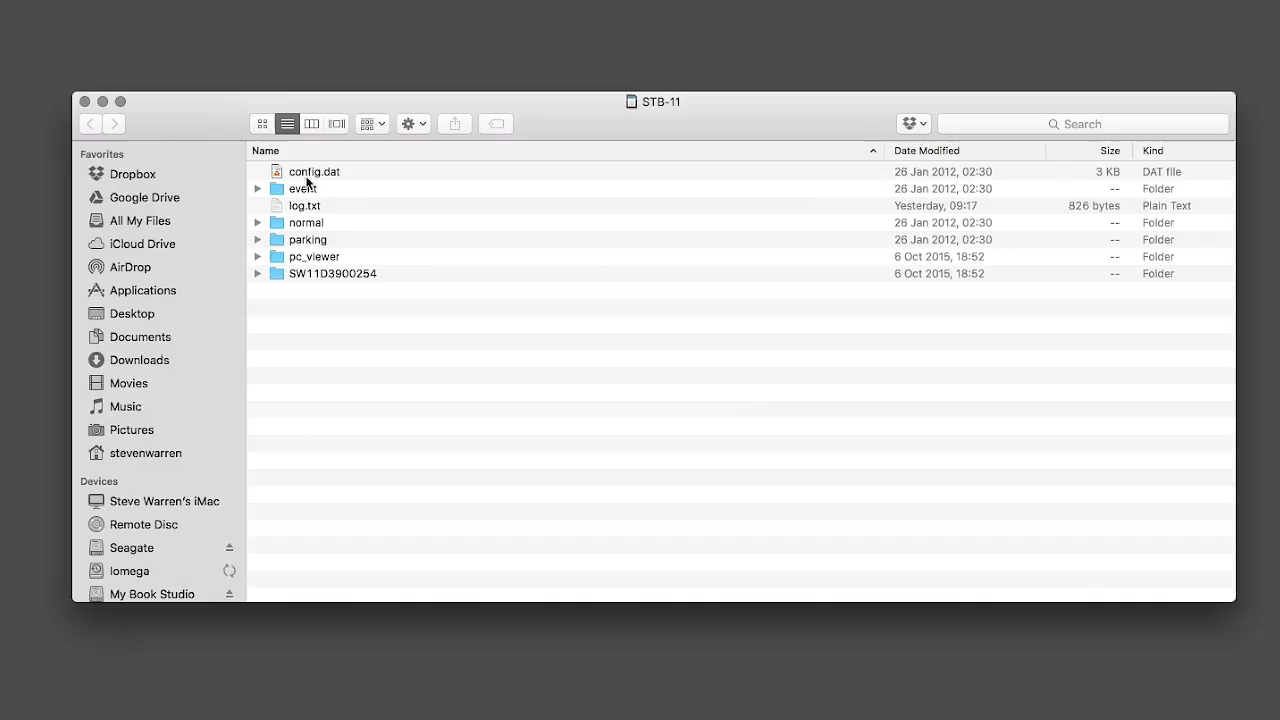 STB-11
Search
Favorites
Dropbox
Google Drive
All My Files
iCloud Drive
AirDrop
Applications
Desktop
Documents
Downloads
Movies
Music
Pictures
stevenwarren
Devices
Steve Warren's iMac
Remote Disc
Seagate
Iomega
My Book Studio
Name Date Modified Size Kind
config.dat 26 Jan 2012, 02:30 3 KB DAT file
event 26 Jan 2012, 02:30 -- Folder
log.txt Yesterday, 09:17 826 bytes Plain Text
normal 26 Jan 2012, 02:30 -- Folder
parking 26 Jan 2012, 02:30 -- Folder
pc_viewer 6 Oct 2015, 18:52 -- Folder
SW11D3900254 6 Oct 2015, 18:52 -- Folder